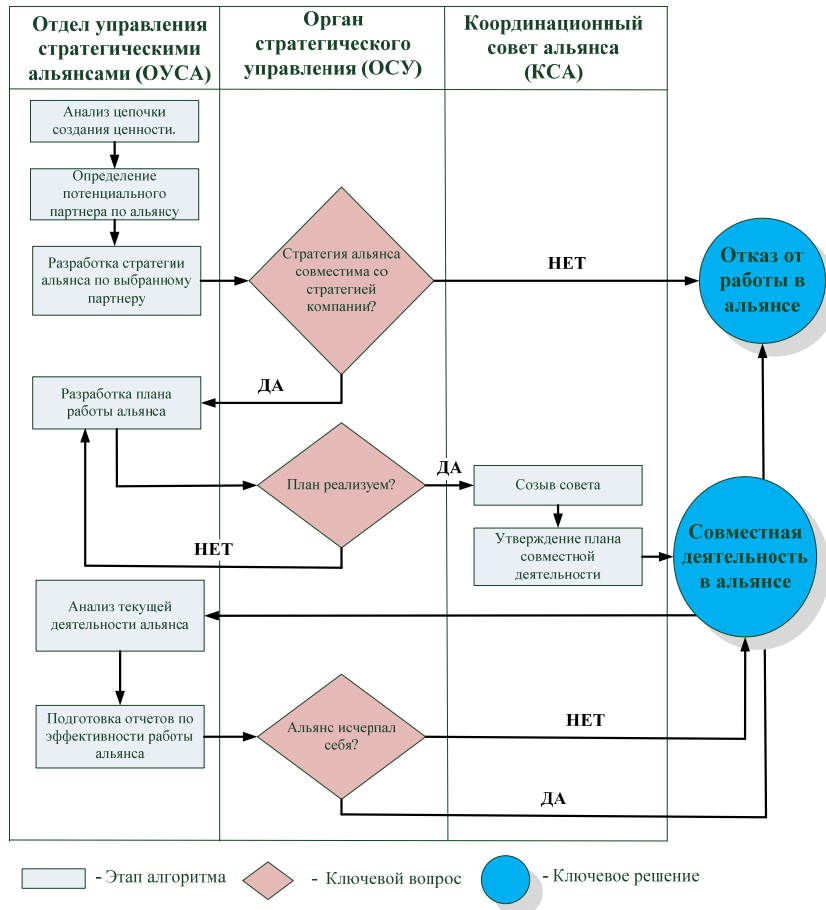 Отдел управления
стратегическими
альянсами (ОУСА)
Орган
стратегического
управления (ОСУ)
Координационный
совет альянса
(КСА)
Анализ цепочки
создания ценности.
Определение
потенциального
партнера по альянсу
Разработка стратегии
альянса по выбранному
партнеру
Стратегия альянса
совместима со
стратегией
компании?
НЕТ
Отказ от
работы в
альянсе
ДА
Разработка плана
работы альянса
План реализуем?
ДА
Созыв совета
НЕТ
Утверждение плана
совместной
деятельности
Совместная
деятельность
в альянсе
Анализ текущей
деятельности альянса
Подготовка отчетов по
эффективности работы
альянса
Альянс исчерпал
себя?
НЕТ
ДА
- Этап алгоритма
- Ключевой вопрос
- Ключевое решение